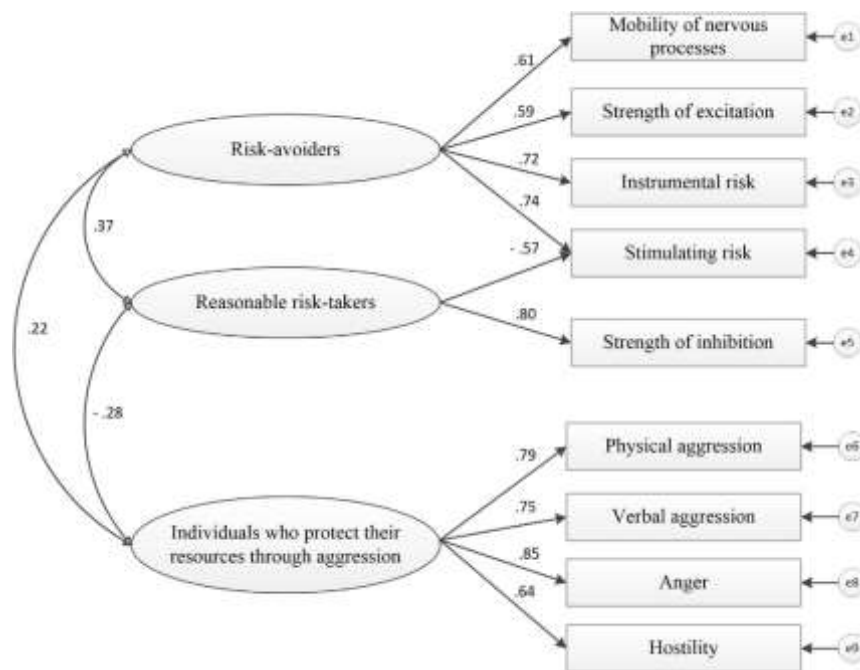 Mobility of nervous
processes
e1
.61
.59
Strength of excitation
e2
Risk-avoiders
.72
Instrumental risk
e3
.74
.37
- .57
Stimulating risk
e4
Reasonable risk-takers
.80
.22
Strength of inhibition
e5
- .28
.79
Physical aggression
e6
.75
Verbal aggression
e7
Individuals who protect their
resources through aggression
.85
Anger
e8
.64
Hostility
e9